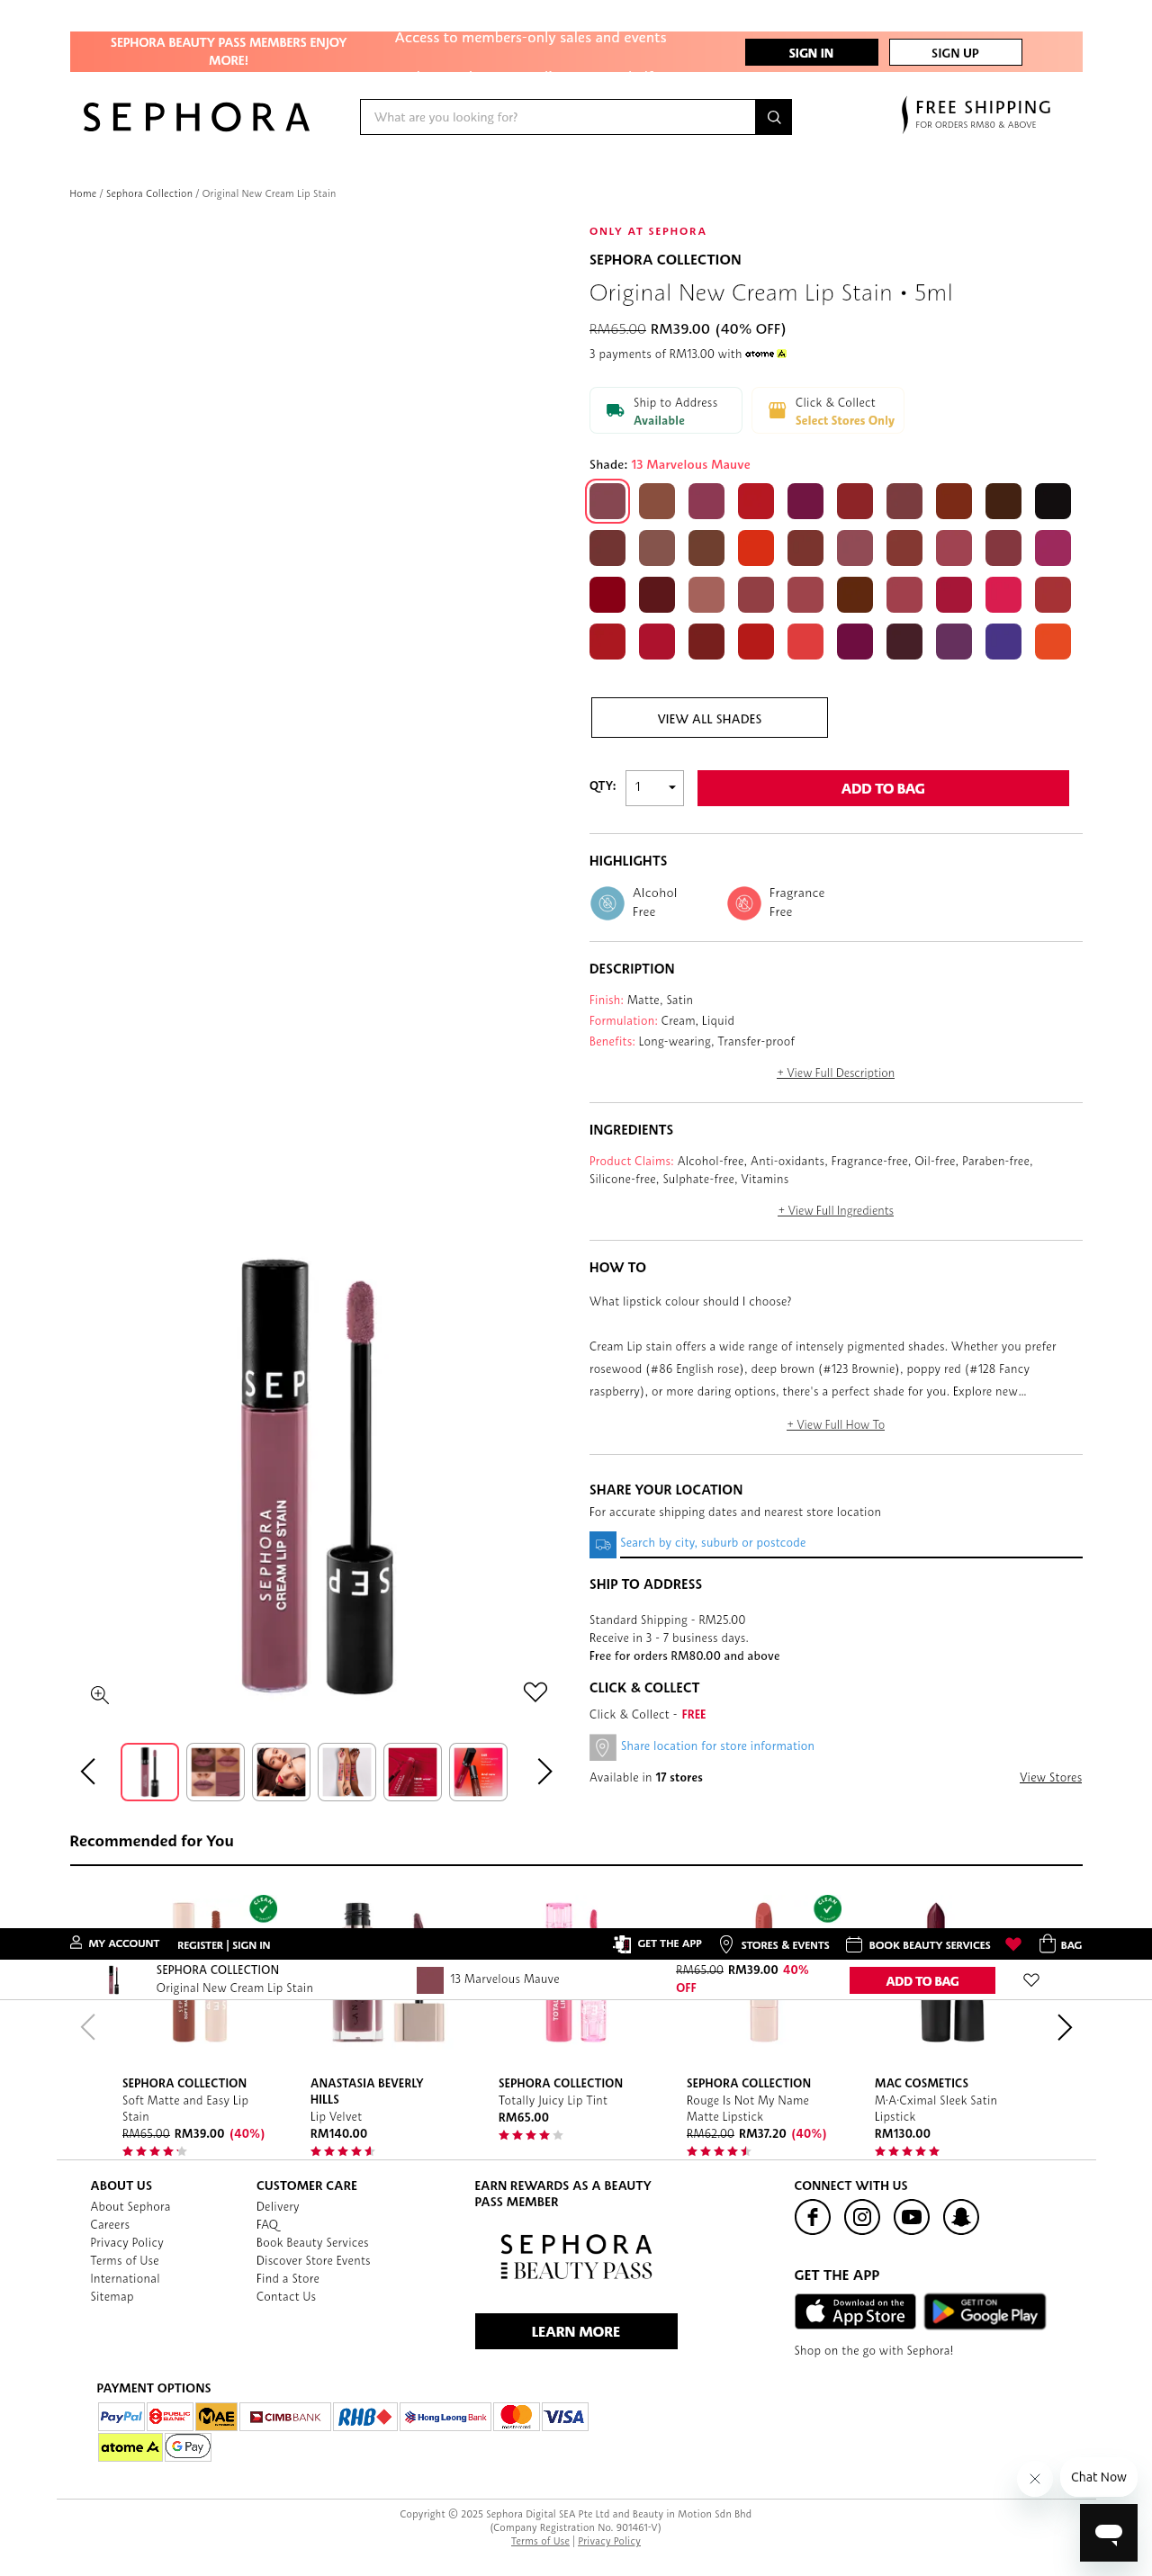 SEPHORA BEAUTY PASS MEMBERS ENJOY
MORE!
Access to members-only sales and events
SIGN IN
SIGN UP
SEPHORA
What are you looking for?
FREE SHIPPING
FOR ORDERS RM80 & ABOVE
Home / Sephora Collection / Original New Cream Lip Stain
ONLY AT SEPHORA
SEPHORA COLLECTION
Original New Cream Lip Stain • 5ml
RM65.00 RM39.00 (40% OFF)
3 payments of RM13.00 with atome
Ship to Address
Available
Click & Collect
Select Stores Only
Shade: 13 Marvelous Mauve
VIEW ALL SHADES
QTY: 1
ADD TO BAG
HIGHLIGHTS
Alcohol
Free
Fragrance
Free
DESCRIPTION
Finish: Matte, Satin
Formulation: Cream, Liquid
Benefits: Long-wearing, Transfer-proof
+ View Full Description
INGREDIENTS
Product Claims: Alcohol-free, Anti-oxidants, Fragrance-free, Oil-free, Paraben-free,
Silicone-free, Sulphate-free, Vitamins
+ View Full Ingredients
HOW TO
What lipstick colour should I choose?
Cream Lip stain offers a wide range of intensely pigmented shades. Whether you prefer
rosewood (#86 English rose), deep brown (#123 Brownie), poppy red (#128 Fancy
raspberry), or more daring options, there's a perfect shade for you. Explore new...
+ View Full How To
SEP
SEPHORA
CREAM LIP STAIN
SEP
SHARE YOUR LOCATION
For accurate shipping dates and nearest store location
Search by city, suburb or postcode
SHIP TO ADDRESS
Standard Shipping - RM25.00
Receive in 3 - 7 business days.
Free for orders RM80.00 and above
CLICK & COLLECT
Click & Collect - FREE
Share location for store information
Available in 17 stores
View Stores
Recommended for You
CLEAN
CLEAN
MY ACCOUNT
REGISTER | SIGN IN
GET THE APP
STORES & EVENTS
BOOK BEAUTY SERVICES
BAG
SEPHORA COLLECTION
Original New Cream Lip Stain
13 Marvelous Mauve
RM65.00 RM39.00 40%
OFF
ADD TO BAG
SEPHORA COLLECTION
Soft Matte and Easy Lip
Stain
RM65.00 RM39.00 (40%)
ANASTASIA BEVERLY
HILLS
Lip Velvet
RM140.00
SEPHORA COLLECTION
Totally Juicy Lip Tint
RM65.00
SEPHORA COLLECTION
Rouge Is Not My Name
Matte Lipstick
RM62.00 RM37.20 (40%)
MAC COSMETICS
M·A·Cximal Sleek Satin
Lipstick
RM130.00
ABOUT US
About Sephora
Careers
Privacy Policy
Terms of Use
International
Sitemap
CUSTOMER CARE
Delivery
FAQ
Book Beauty Services
Discover Store Events
Find a Store
Contact Us
EARN REWARDS AS A BEAUTY
PASS MEMBER
SEPHORA
BEAUTY PASS
LEARN MORE
CONNECT WITH US
GET THE APP
Download on the
App Store
GET IT ON
Google Play
Shop on the go with Sephora!
PAYMENT OPTIONS
PayPal
PUBLIC BANK
MAE
CIMB BANK
RHB
Hong Leong Bank
mastercard
VISA
atome
G Pay
Chat Now
Copyright © 2025 Sephora Digital SEA Pte Ltd and Beauty in Motion Sdn Bhd
(Company Registration No. 901461-V)
Terms of Use | Privacy Policy